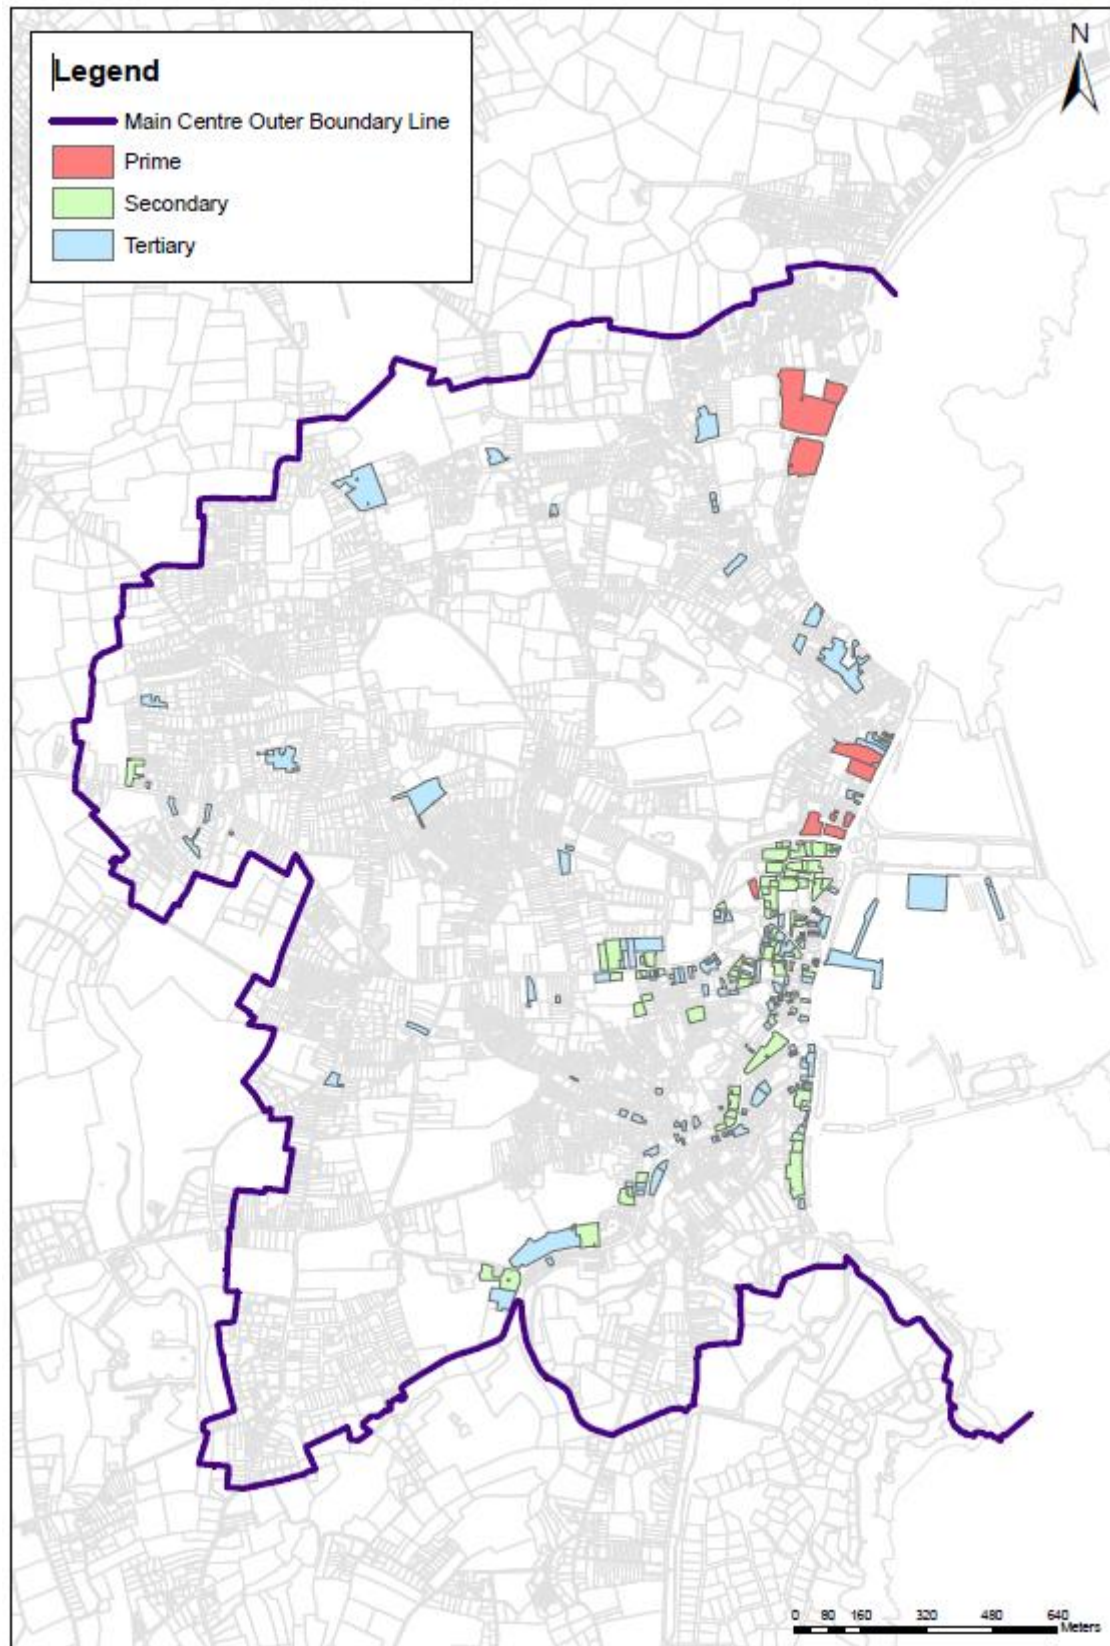 N
Legend
Main Centre Outer Boundary Line
Prime
Secondary
Tertiary
0 80 160 320 480 640
Meters